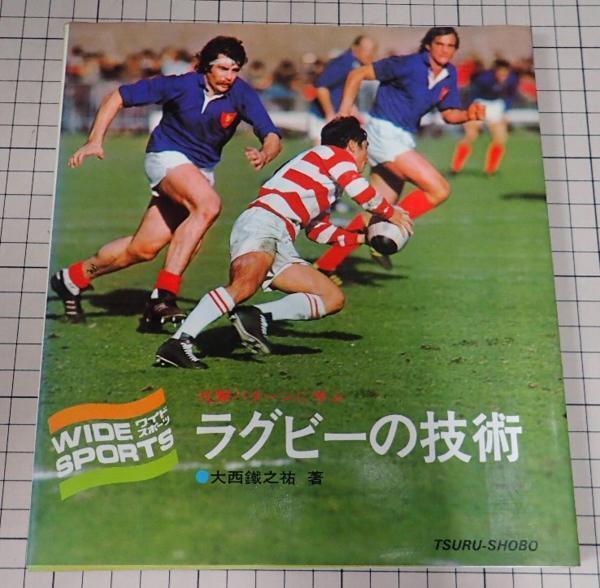 攻撃パターンに学ぶ
WIDE ワイド
SPORTS スポーツ
ラグビーの技術
●大西鐵之祐 著
TSURU-SHOBO